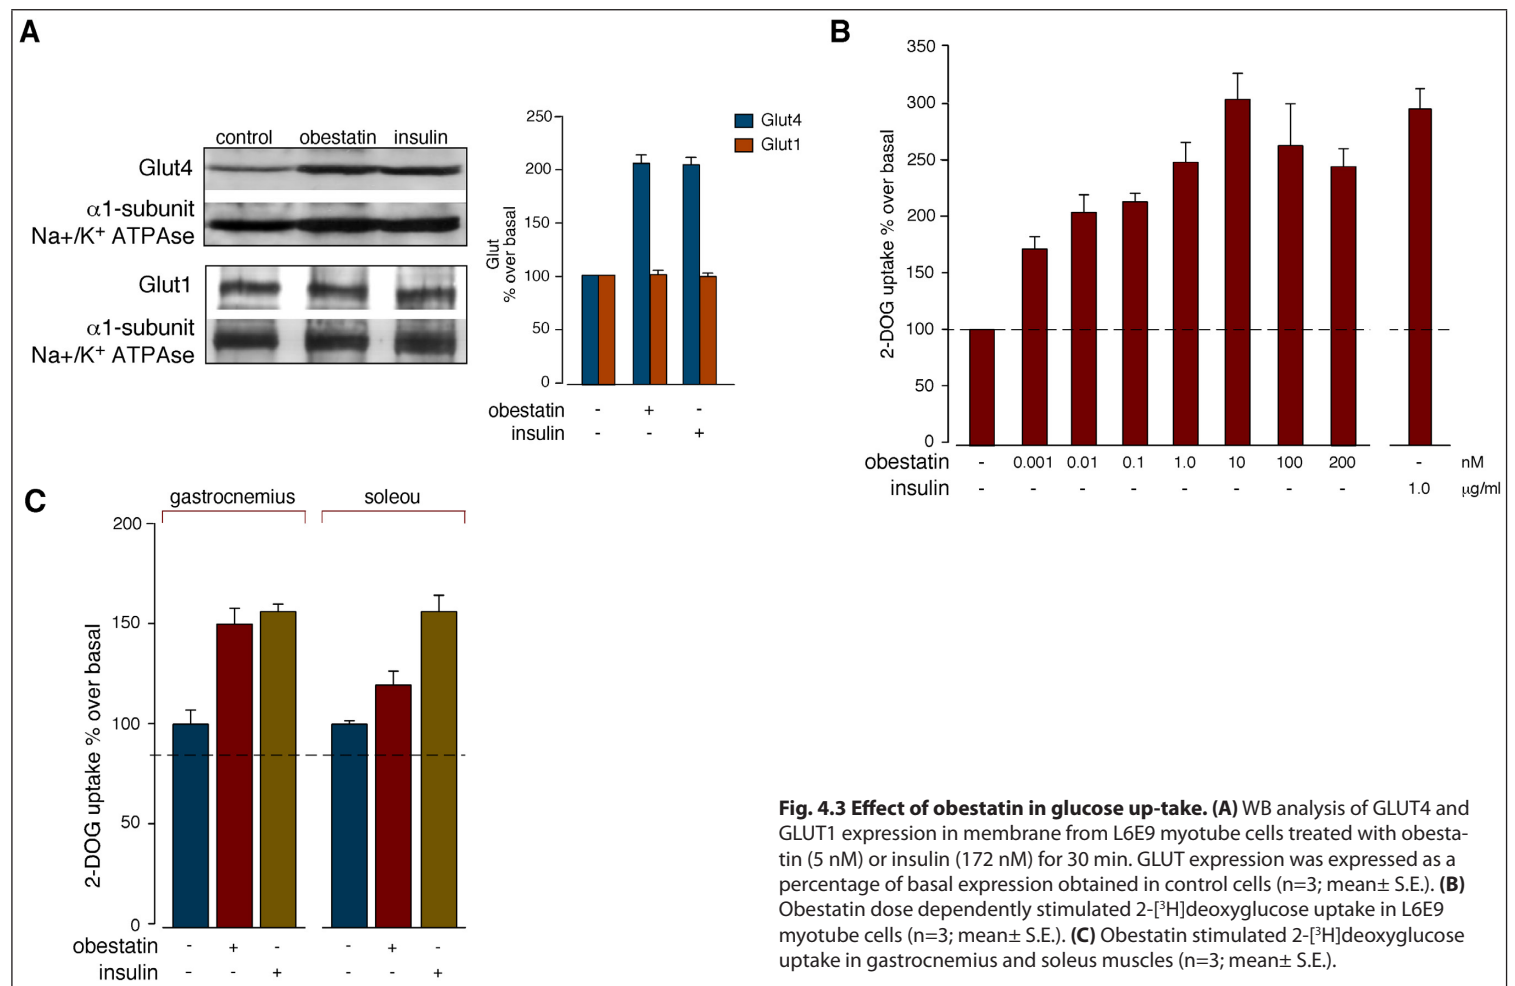 A
control obestatin insulin
Glut4
α1-subunit
Na+/K+ ATPAse
Glut1
α1-subunit
Na+/K+ ATPAse
250
200
150
100
50
0
Glut
% over basal
Glut4
Glut1
obestatin - + -
insulin - - +
B
350
300
250
200
150
100
50
0
2-DOG uptake % over basal
obestatin - 0.001 0.01 0.1 1.0 10 100 200 - nM
insulin - - - - - - - - 1.0 µg/ml
C
gastrocnemius soleou
200
150
100
50
0
2-DOG uptake % over basal
obestatin - + - - + -
insulin - - + - - +
Fig. 4.3 Effect of obestatin in glucose up-take. (A) WB analysis of GLUT4 and
GLUT1 expression in membrane from L6E9 myotube cells treated with obesta-
tin (5 nM) or insulin (172 nM) for 30 min. GLUT expression was expressed as a
percentage of basal expression obtained in control cells (n=3; mean± S.E.). (B)
Obestatin dose dependently stimulated 2-[³H]deoxyglucose uptake in L6E9
myotube cells (n=3; mean± S.E.). (C) Obestatin stimulated 2-[³H]deoxyglucose
uptake in gastrocnemius and soleus muscles (n=3; mean± S.E.).